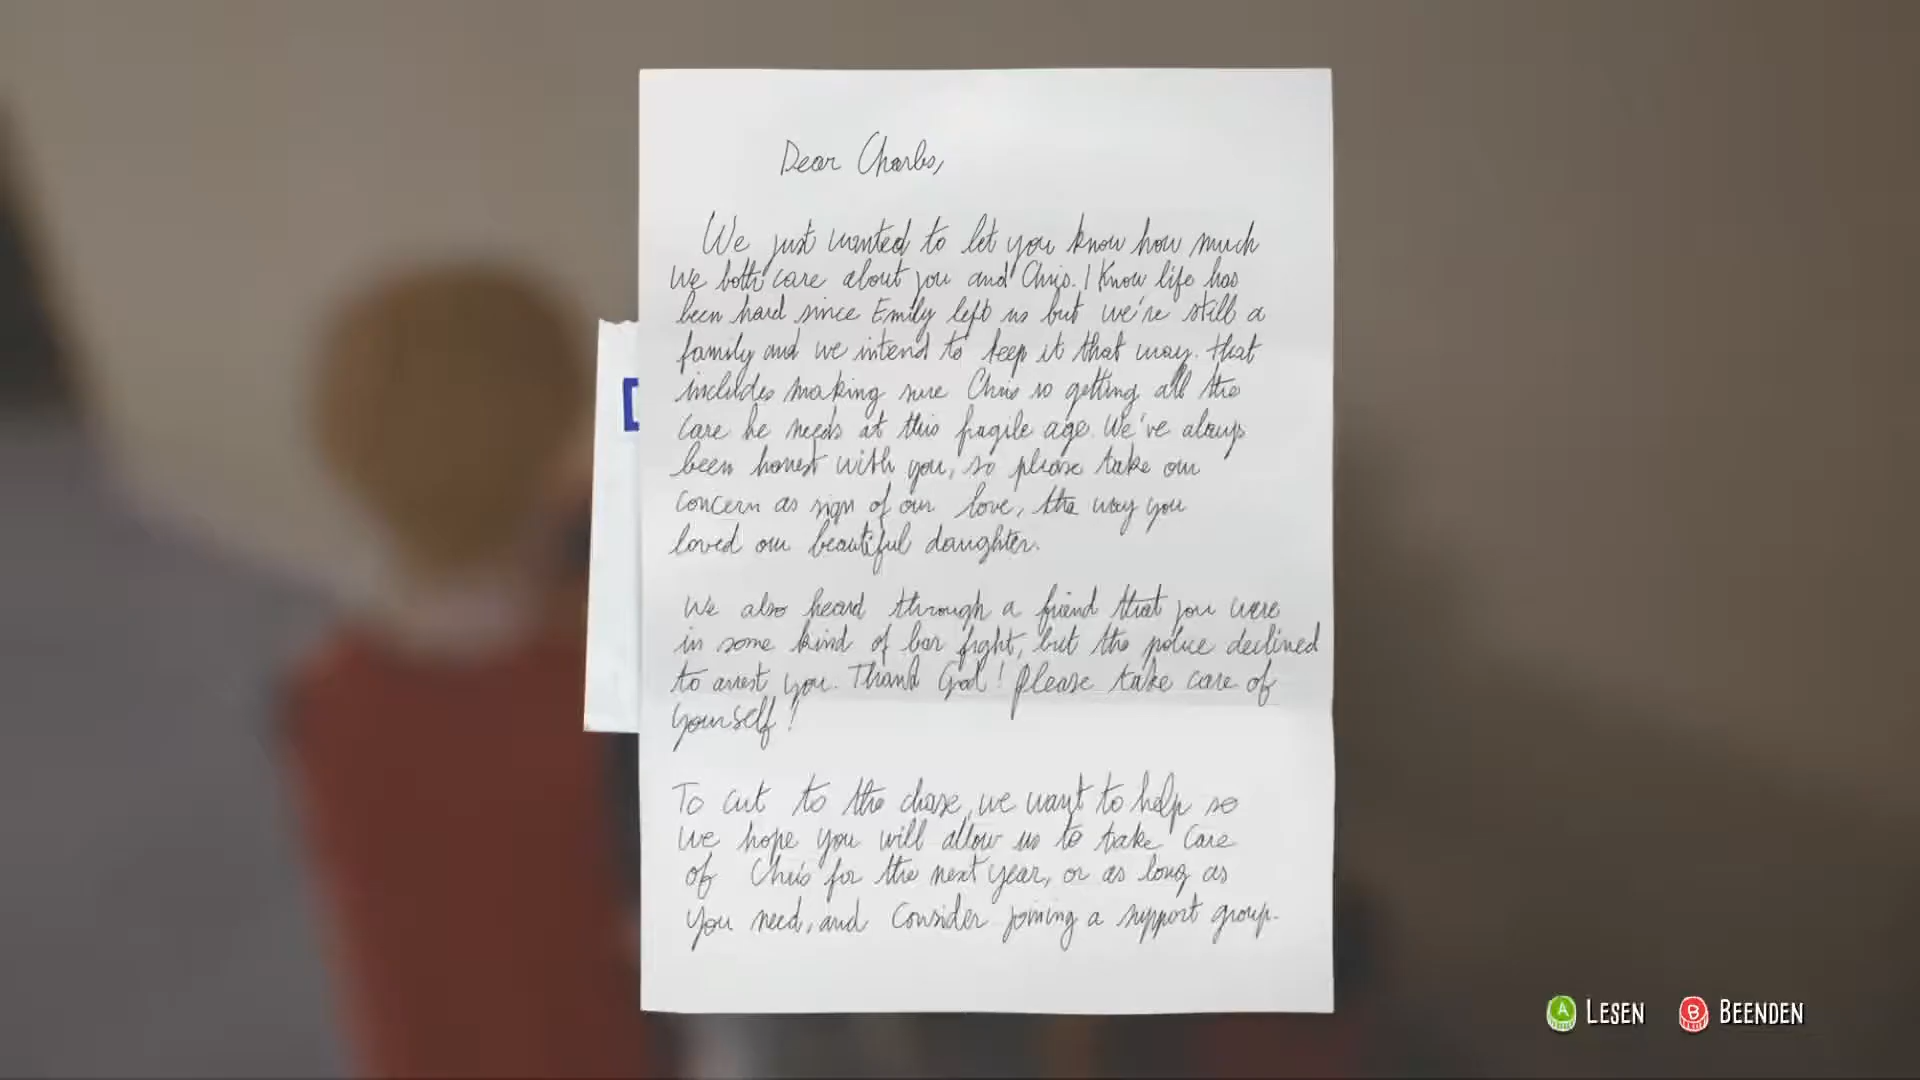 Dear Charles,
We just wanted to let you know how much
we both care about you and Chris. I Know life has
been hard since Emily left us but we're still a
family and we intend to keep it that way. that
includes making sure Chris is getting all the
care he needs at this fragile age. We've always
been honest with you, so please take our
concern as sign of our love, the way you
loved our beautiful daughter.
We also heard through a friend that you were
in some kind of bar fight, but the police declined
to arrest you. Thank God! please take care of
yourself!
To cut to the chase, we want to help so
we hope you will allow us to take care
of Chris for the next year, or as long as
you need, and consider joining a support group.
LESEN
BEENDEN
A
B